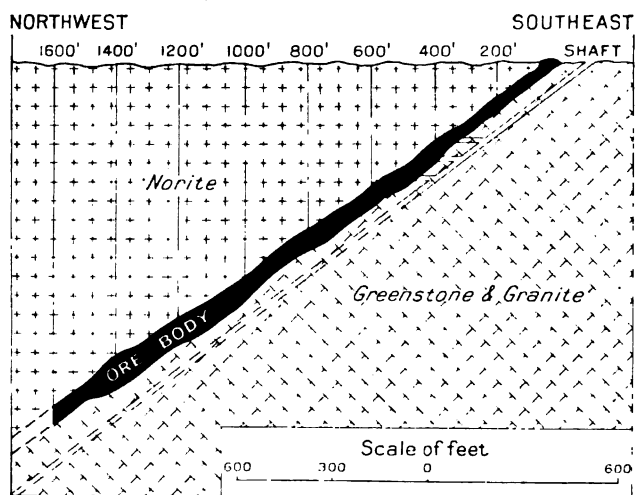 NORTHWEST SOUTHEAST
1600' 1400' 1200' 1000' 800' 600' 400' 200' SHAFT
Norite
Greenstone & Granite
ORE BODY
Scale of feet
600 300 0 600